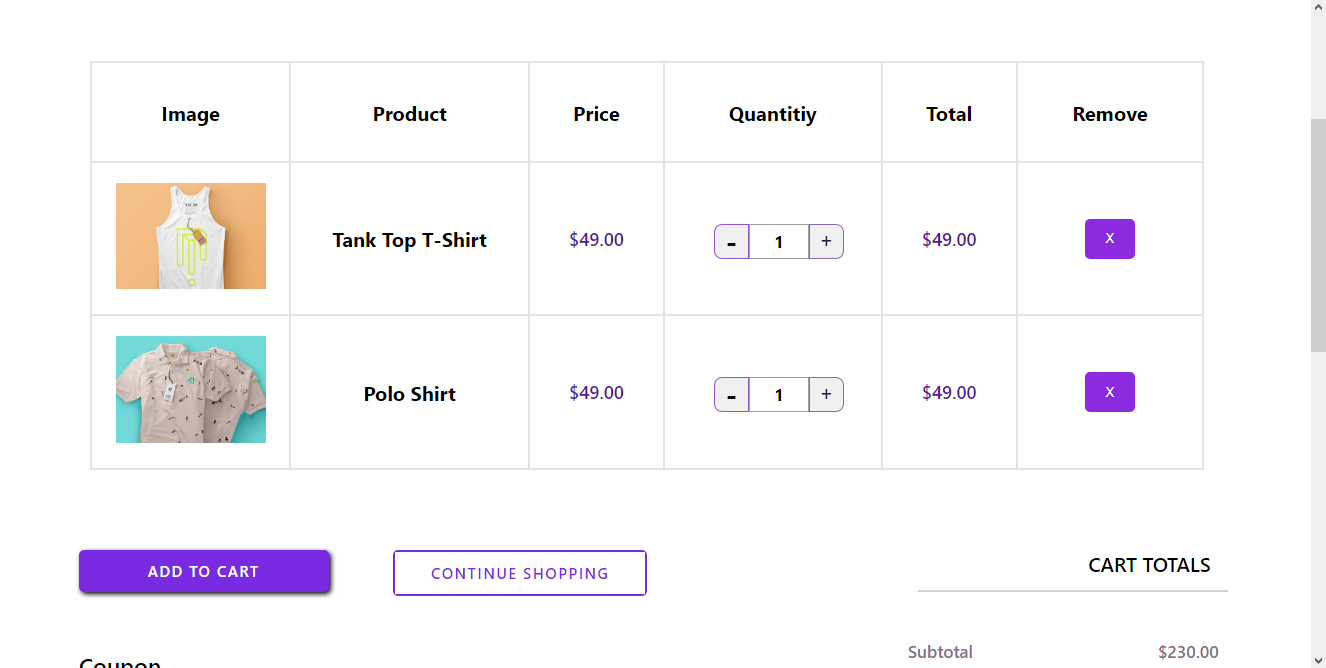 Image Product Price Quantitiy Total Remove
Tank Top T-Shirt $49.00 - 1 + $49.00 X
Polo Shirt $49.00 - 1 + $49.00 X
ADD TO CART CONTINUE SHOPPING CART TOTALS
Subtotal $230.00
Coupon